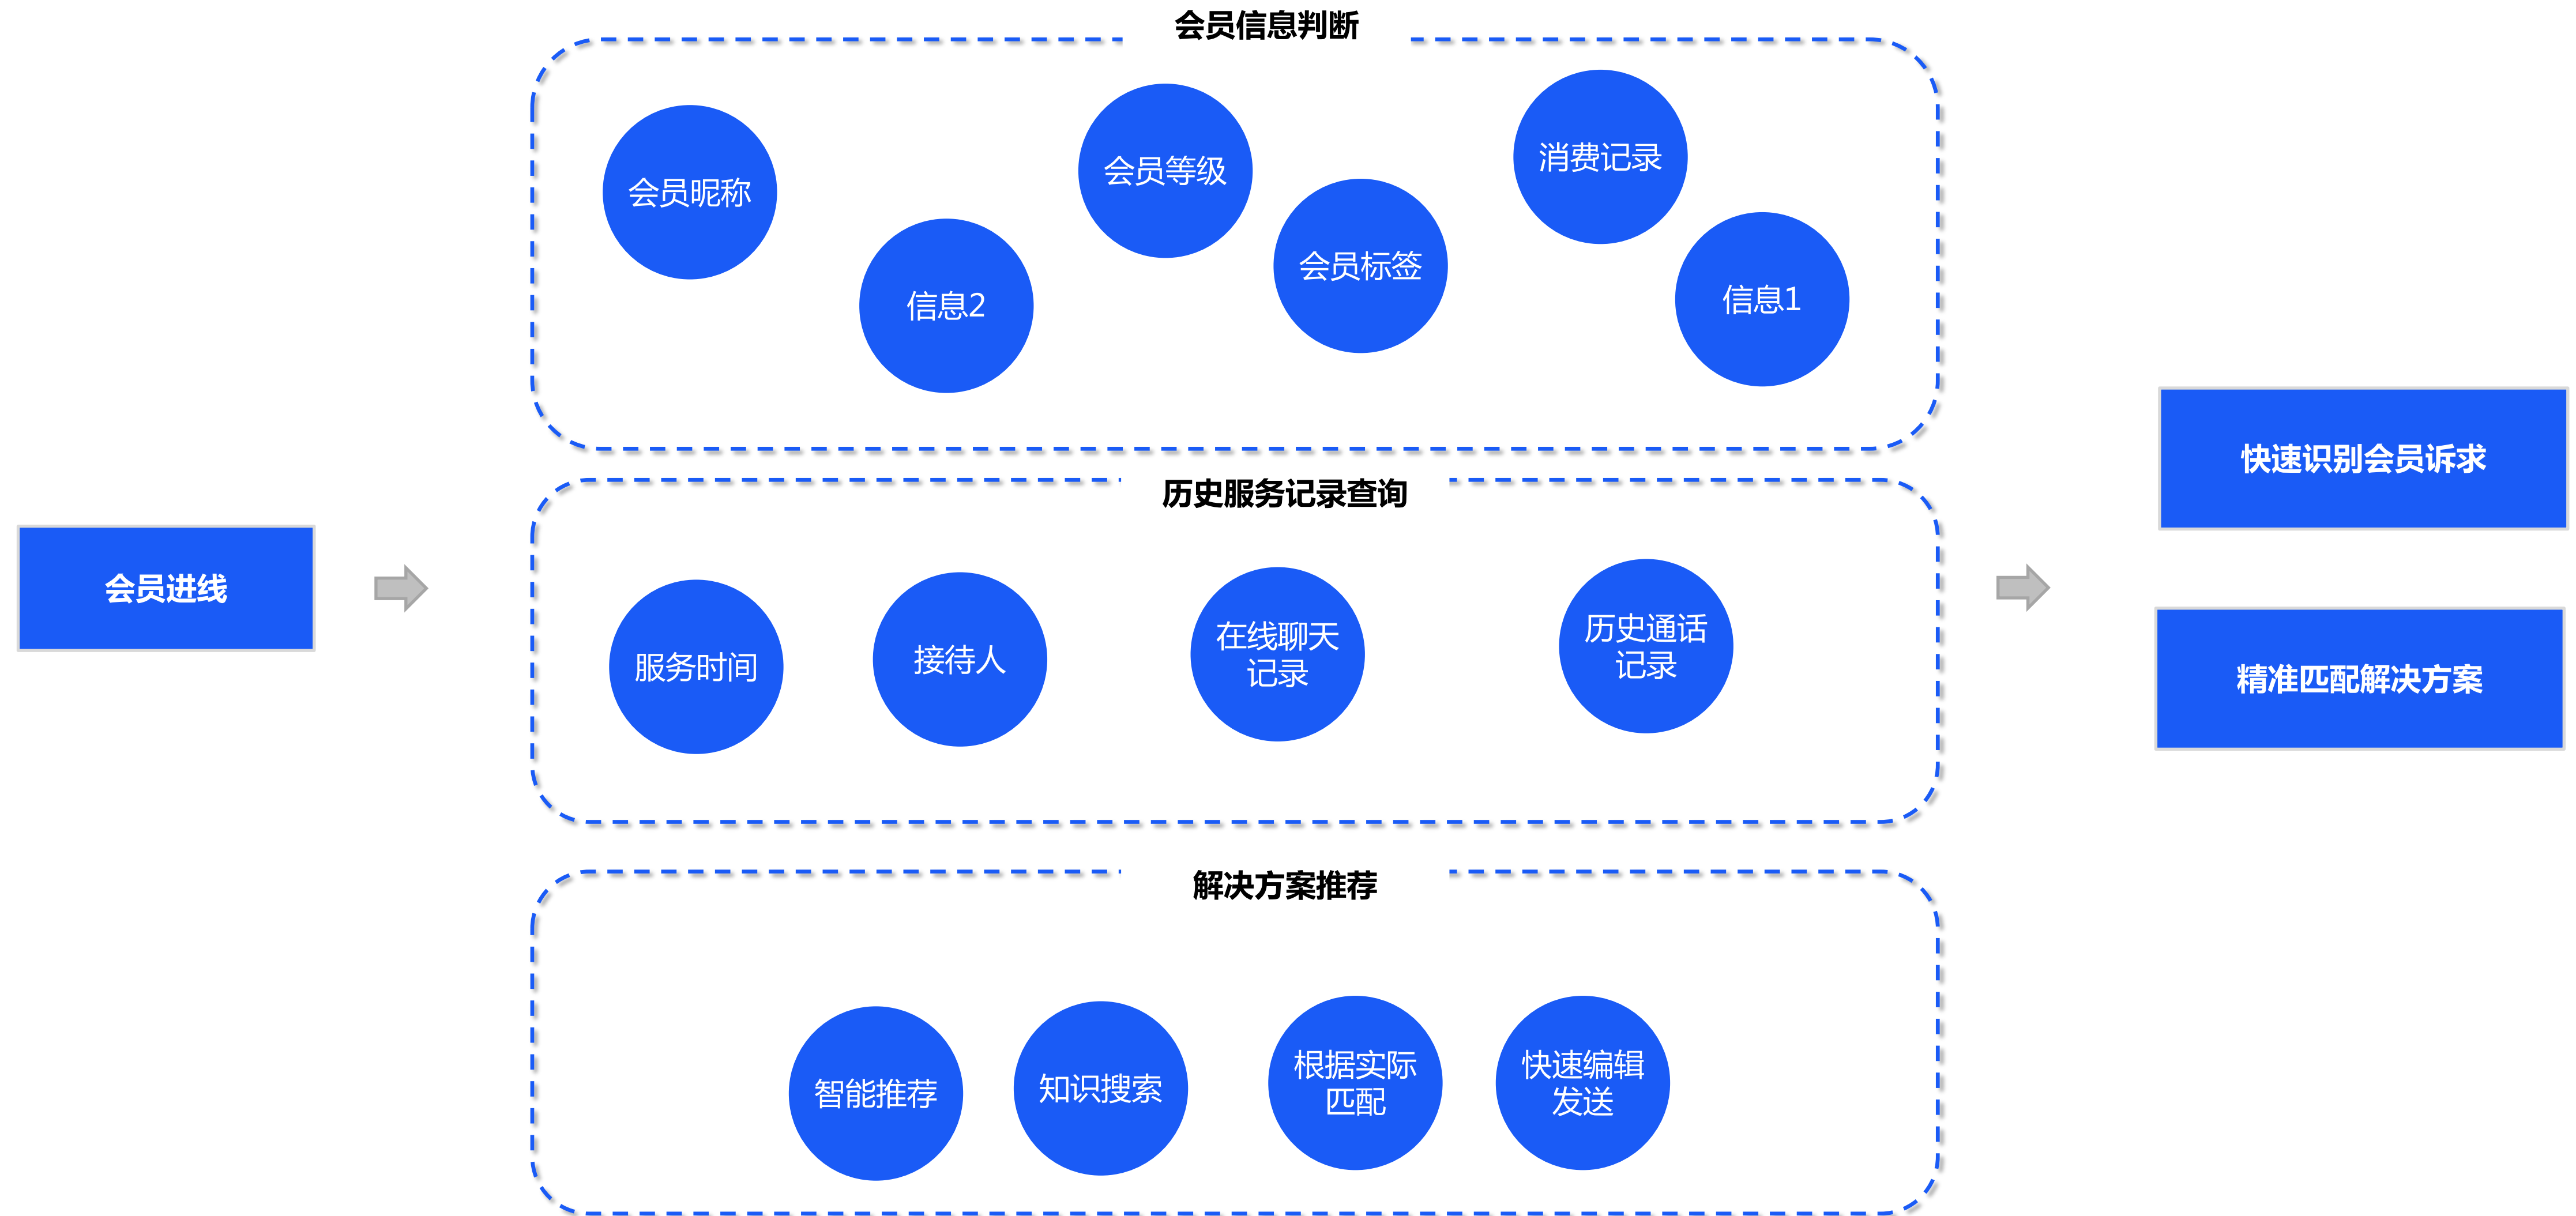 会员信息判断
会员昵称
信息2
会员等级
会员标签
消费记录
信息1
历史服务记录查询
服务时间
接待人
在线聊天
记录
历史通话
记录
解决方案推荐
智能推荐
知识搜索
根据实际
匹配
快速编辑
发送
会员进线
快速识别会员诉求
精准匹配解决方案